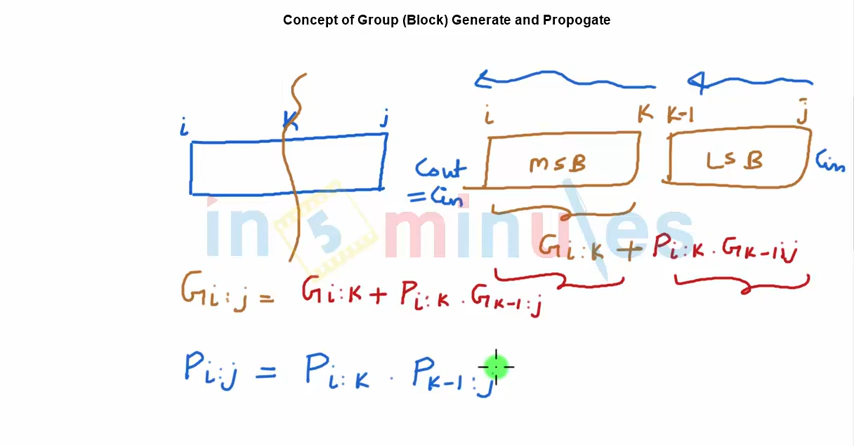 Concept of Group (Block) Generate and Propogate
i K j
i K K-1 j
MSB LSB
Cout = Cin
Cin
in 5 minutes
Gi:K + Pi:K . GK-1:j
Gi:j = Gi:K + Pi:K . GK-1:j
Pi:j = Pi:K . PK-1:j